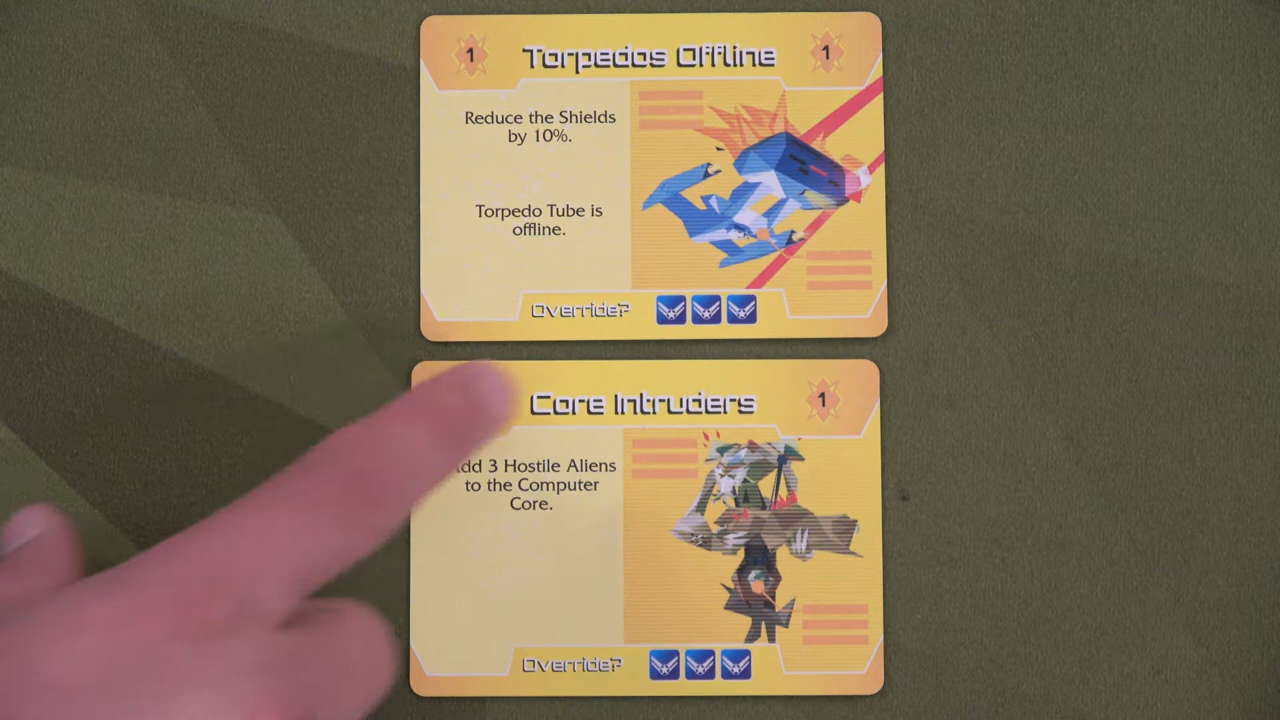 1 Torpedos Offline 1
Reduce the Shields
by 10%.
Torpedo Tube is
offline.
Override?
Core Intruders 1
3 Hostile Aliens
to the Computer
Core.
Override?